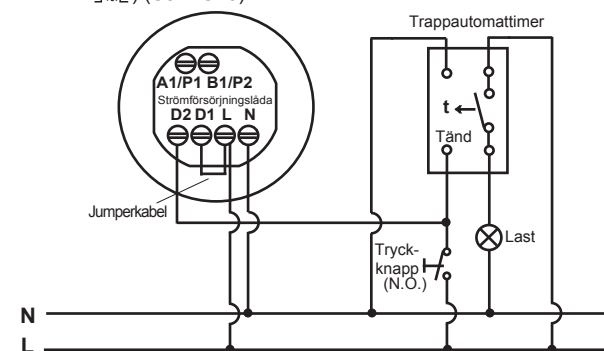 Trappautomattimer
A1/P1 B1/P2
Strömförsörjningslåda
D2 D1 L N
t
Tänd
Jumperkabel
Tryck-
knapp
(N.O.)
Last
N
L